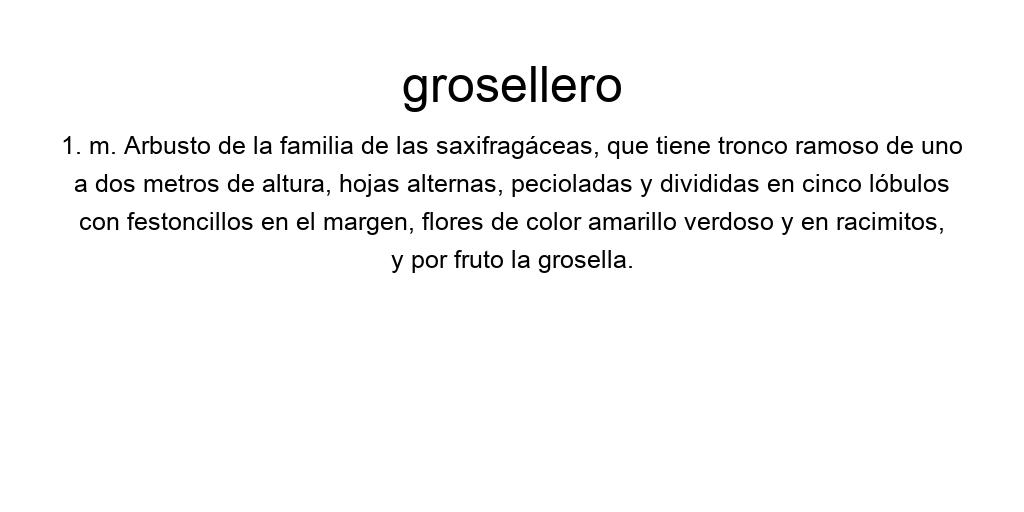 grosellero
1. m. Arbusto de la familia de las saxifragáceas, que tiene tronco ramoso de uno
a dos metros de altura, hojas alternas, pecioladas y divididas en cinco lóbulos
con festoncillos en el margen, flores de color amarillo verdoso y en racimitos,
y por fruto la grosella.